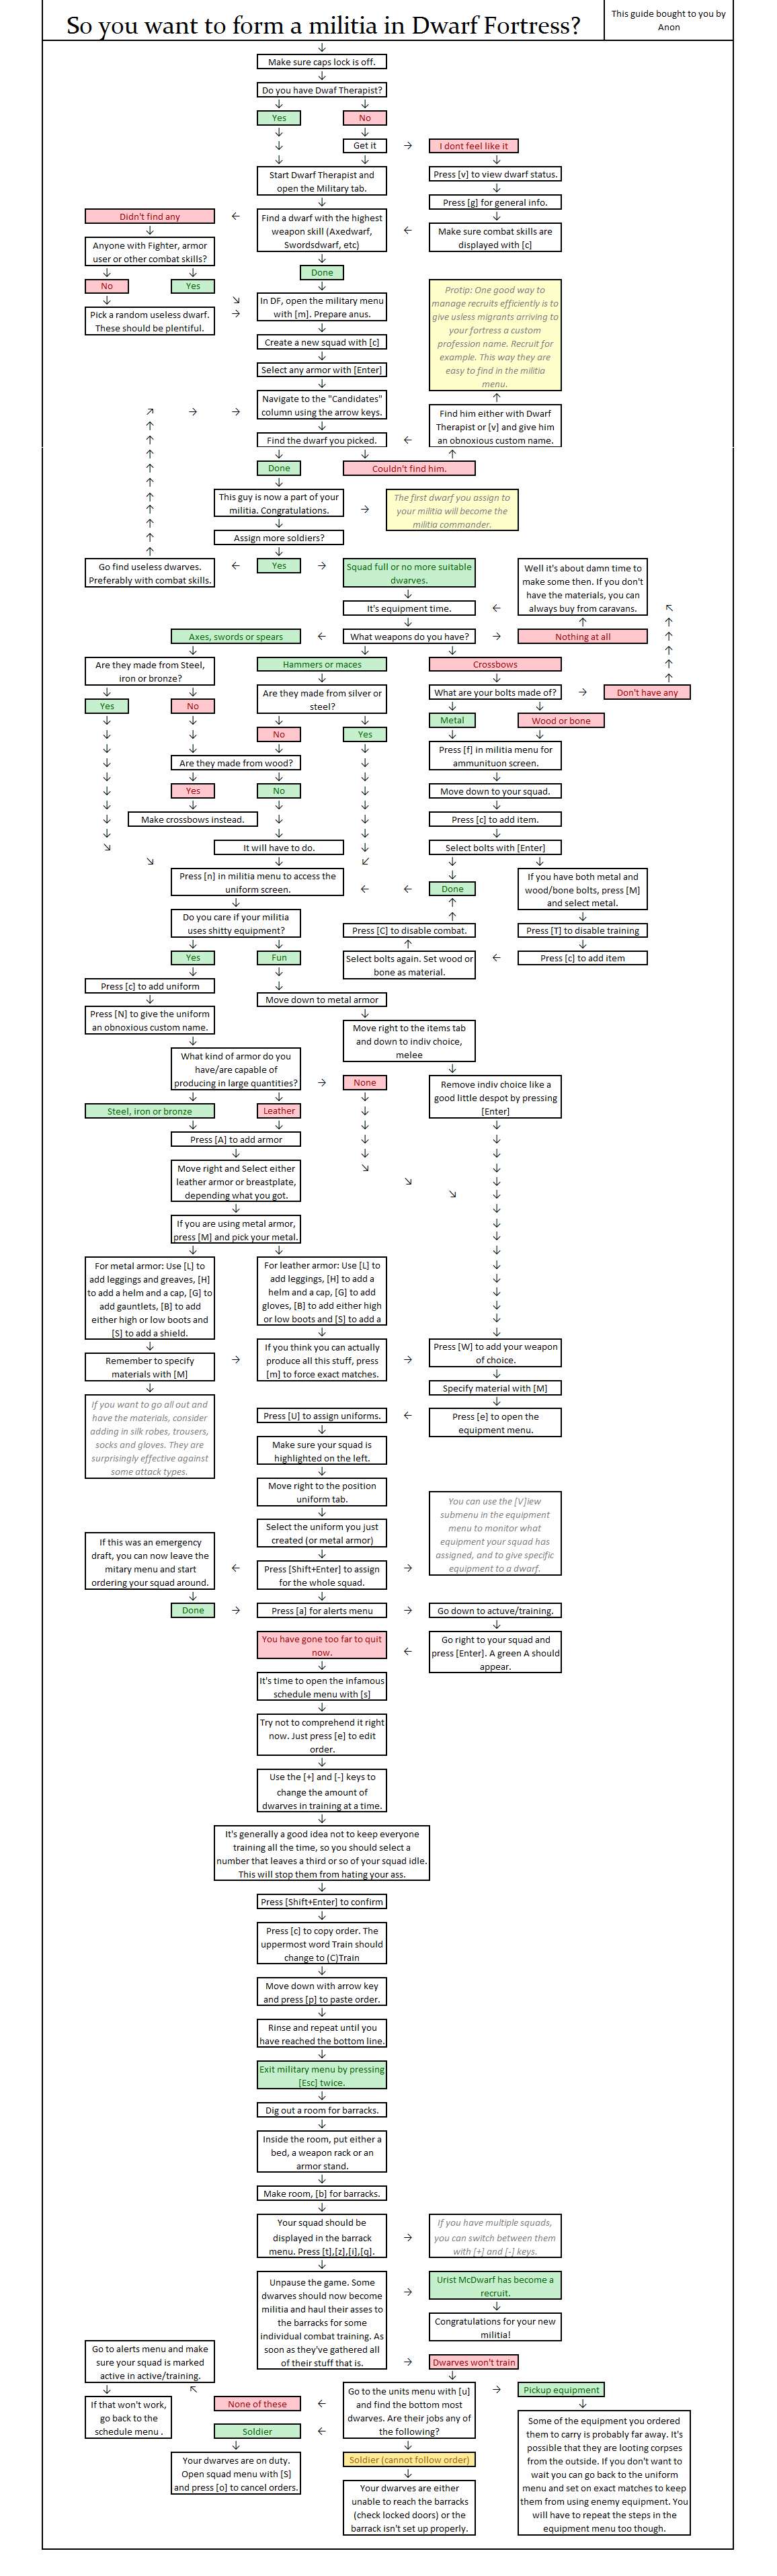 So you want to form a militia in Dwarf Fortress?
This guide bought to you by
Anon
Make sure caps lock is off.
Do you have Dwaf Therapist?
Yes
No
Get it
I dont feel like it
Start Dwarf Therapist and
open the Military tab.
Press [v] to view dwarf status.
Press [g] for general info.
Didn't find any
Find a dwarf with the highest
weapon skill (Axedwarf,
Swordsdwarf, etc)
Make sure combat skills are
displayed with [c]
Anyone with Fighter, armor
user or other combat skills?
Done
No
Yes
In DF, open the military menu
with [m]. Prepare anus.
Protip: One good way to
manage recruits efficiently is to
give usless migrants arriving to
your fortress a custom
profession name. Recruit for
example. This way they are
easy to find in the militia
menu.
Pick a random useless dwarf.
These should be plentiful.
Create a new squad with [c]
Select any armor with [Enter]
Navigate to the "Candidates"
column using the arrow keys.
Find him either with Dwarf
Therapist or [v] and give him
an obnoxious custom name.
Find the dwarf you picked.
Done
Couldn't find him.
This guy is now a part of your
militia. Congratulations.
The first dwarf you assign to
your militia will become the
militia commander.
Assign more soldiers?
Go find useless dwarves.
Preferably with combat skills.
Yes
Squad full or no more suitable
dwarves.
Well it's about damn time to
make some then. If you don't
have the materials, you can
always buy from caravans.
It's equipment time.
Axes, swords or spears
What weapons do you have?
Nothing at all
Are they made from Steel,
iron or bronze?
Hammers or maces
Crossbows
Are they made from silver or
steel?
What are your bolts made of?
Don't have any
Yes
No
Metal
Wood or bone
No
Yes
Press [f] in militia menu for
ammunituon screen.
Are they made from wood?
Yes
No
Move down to your squad.
Make crossbows instead.
Press [c] to add item.
It will have to do.
Select bolts with [Enter]
Press [n] in militia menu to access the
uniform screen.
Done
If you have both metal and
wood/bone bolts, press [M]
and select metal.
Do you care if your militia
uses shitty equipment?
Press [C] to disable combat.
Press [T] to disable training
Yes
Fun
Select bolts again. Set wood or
bone as material.
Press [c] to add item
Press [c] to add uniform
Move down to metal armor
Press [N] to give the uniform
an obnoxious custom name.
Move right to the items tab
and down to indiv choice,
melee
What kind of armor do you
have/are capable of
producing in large quantities?
None
Remove indiv choice like a
good little despot by pressing
[Enter]
Steel, iron or bronze
Leather
Press [A] to add armor
Move right and Select either
leather armor or breastplate,
depending what you got.
If you are using metal armor,
press [M] and pick your metal.
For metal armor: Use [L] to
add leggings and greaves, [H]
to add a helm and a cap, [G] to
add gauntlets, [B] to add
either high or low boots and
[S] to add a shield.
For leather armor: Use [L] to
add leggings, [H] to add a
helm and a cap, [G] to add
gloves, [B] to add either high
or low boots and [S] to add a
Remember to specify
materials with [M]
If you think you can actually
produce all this stuff, press
[m] to force exact matches.
Press [W] to add your weapon
of choice.
Specify material with [M]
If you want to go all out and
have the materials, consider
adding in silk robes, trousers,
socks and gloves. They are
surprisingly effective against
some attack types.
Press [U] to assign uniforms.
Press [e] to open the
equipment menu.
Make sure your squad is
highlighted on the left.
Move right to the position
uniform tab.
You can use the [V]iew
submenu in the equipment
menu to monitor what
equipment your squad has
assigned, and to give specific
equipment to a dwarf.
Select the uniform you just
created (or metal armor)
If this was an emergency
draft, you can now leave the
mitary menu and start
ordering your squad around.
Press [Shift+Enter] to assign
for the whole squad.
Done
Press [a] for alerts menu
Go down to actuve/training.
You have gone too far to quit
now.
Go right to your squad and
press [Enter]. A green A should
appear.
It's time to open the infamous
schedule menu with [s]
Try not to comprehend it right
now. Just press [e] to edit
order.
Use the [+] and [-] keys to
change the amount of
dwarves in training at a time.
It's generally a good idea not to keep everyone
training all the time, so you should select a
number that leaves a third or so of your squad idle.
This will stop them from hating your ass.
Press [Shift+Enter] to confirm
Press [c] to copy order. The
uppermost word Train should
change to (C)Train
Move down with arrow key
and press [p] to paste order.
Rinse and repeat until you
have reached the bottom line.
Exit military menu by pressing
[Esc] twice.
Dig out a room for barracks.
Inside the room, put either a
bed, a weapon rack or an
armor stand.
Make room, [b] for barracks.
Your squad should be
displayed in the barrack
menu. Press [t],[z],[i],[q].
If you have multiple squads,
you can switch between them
with [+] and [-] keys.
Unpause the game. Some
dwarves should now become
militia and haul their asses to
the barracks for some
individual combat training. As
soon as they've gathered all
of their stuff that is.
Urist McDwarf has become a
recruit.
Congratulations for your new
militia!
Go to alerts menu and make
sure your squad is marked
active in active/training.
Dwarves won't train
If that won't work,
go back to the
schedule menu .
None of these
Go to the units menu with [u]
and find the bottom most
dwarves. Are their jobs any of
the following?
Pickup equipment
Soldier
Some of the equipment you ordered
them to carry is probably far away. It's
possible that they are looting corpses
from the outside. If you don't want to
wait you can go back to the uniform
menu and set on exact matches to keep
them from using enemy equipment. You
will have to repeat the steps in the
equipment menu too though.
Your dwarves are on duty.
Open squad menu with [S]
and press [o] to cancel orders.
Soldier (cannot follow order)
Your dwarves are either
unable to reach the barracks
(check locked doors) or the
barrack isn't set up properly.